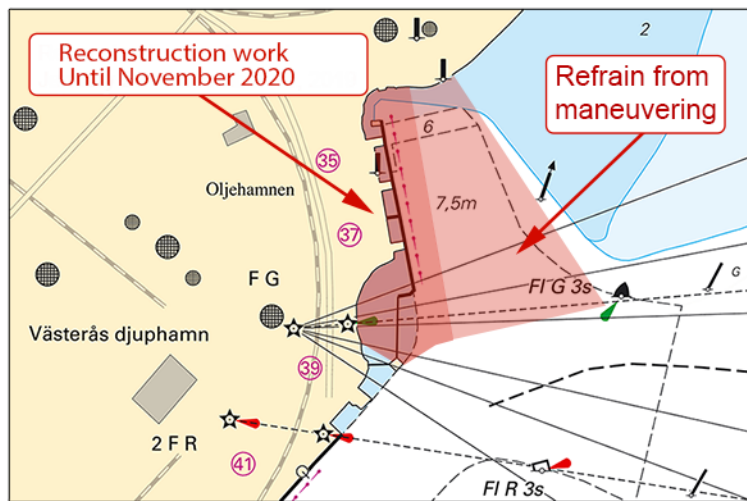 2
Reconstruction work
Until November 2020
Refrain from
maneuvering
6
35
Oljehamnen
7,5m
37
F G
Fl G 3s
G
Västerås djuphamn
39
2 F R
41
Fl R 3s